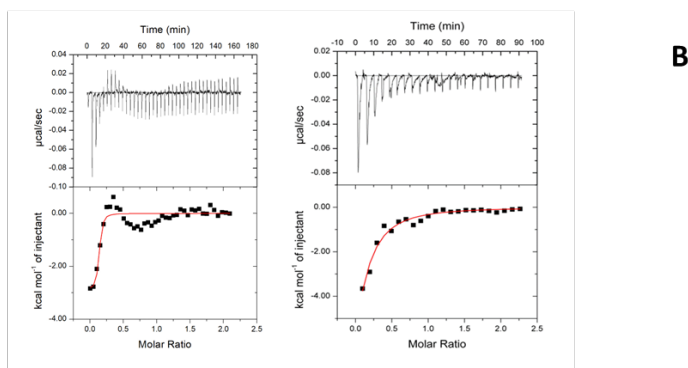 Time (min)
0 20 40 60 80 100 120 140 160 180
0.04
0.02
0.00
-0.02
-0.04
-0.06
-0.08
-0.10
µcal/sec
0.00
-2.00
-4.00
kcal mol⁻¹ of injectant
0.0 0.5 1.0 1.5 2.0 2.5
Molar Ratio
Time (min)
-10 0 10 20 30 40 50 60 70 80 90 100
0.02
0.00
-0.02
-0.04
-0.06
-0.08
µcal/sec
0.00
-2.00
-4.00
kcal mol⁻¹ of injectant
0.0 0.5 1.0 1.5 2.0 2.5
Molar Ratio
B